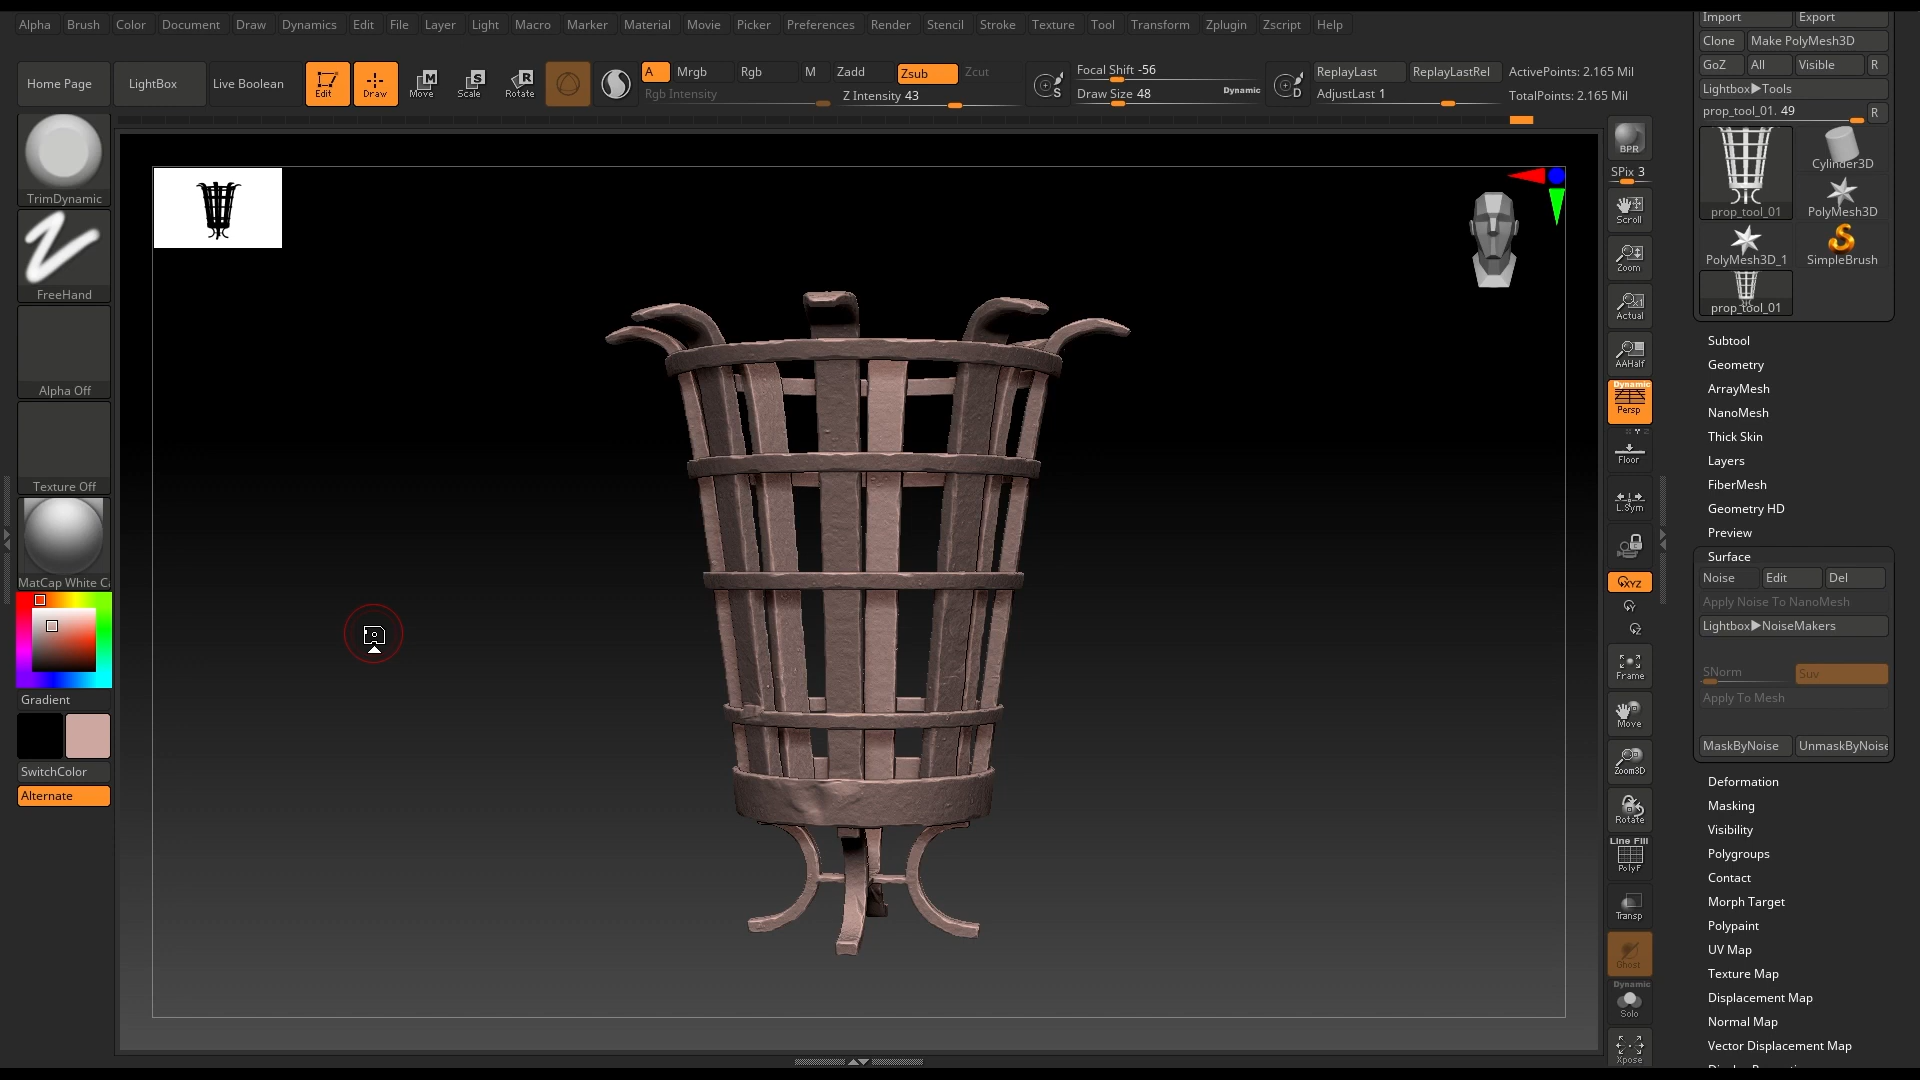 Alpha Brush Color Document Draw Dynamics Edit File Layer Light Macro Marker Material Movie Picker Preferences Render Stencil Stroke Texture Tool Transform Zplugin Zscript Help
Home Page
LightBox
Live Boolean
Edit
Draw
Move
Scale
Rotate
A
Mrgb
Rgb
M
Zadd
Zsub
Zcut
Rgb Intensity
Z Intensity 43
Focal Shift -56
Draw Size 48
Dynamic
ReplayLast
ReplayLastRel
AdjustLast 1
ActivePoints: 2.165 Mil
TotalPoints: 2.165 Mil
TrimDynamic
FreeHand
Alpha Off
Texture Off
MatCap White C
Gradient
SwitchColor
Alternate
BPR
SPix 3
Scroll
Zoom
Actual
AAHalf
Dynamic
Persp
Floor
L.Sym
XYZ
Y
Z
Frame
Move
Zoom3D
Rotate
Line Fill
PolyF
Transp
Ghost
Dynamic
Solo
Xpose
Import
Export
Clone
Make PolyMesh3D
GoZ
All
Visible
R
Lightbox▶Tools
prop_tool_01. 49
R
prop_tool_01
Cylinder3D
PolyMesh3D
PolyMesh3D_1
SimpleBrush
prop_tool_01
Subtool
Geometry
ArrayMesh
NanoMesh
Thick Skin
Layers
FiberMesh
Geometry HD
Preview
Surface
Noise
Edit
Del
Apply Noise To NanoMesh
Lightbox▶NoiseMakers
SNorm
Suv
Apply To Mesh
MaskByNoise
UnmaskByNoise
Deformation
Masking
Visibility
Polygroups
Contact
Morph Target
Polypaint
UV Map
Texture Map
Displacement Map
Normal Map
Vector Displacement Map